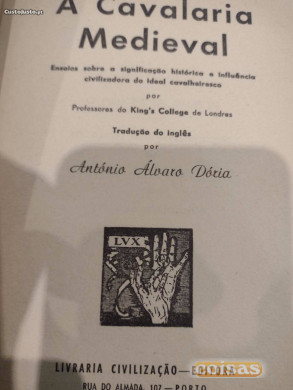 CustoJusto.pt
A Cavalaria
Medieval
Ensaios sobre a significação histórica e influência
civilizadora do ideal cavalheiresco
por
Professores do King's College de Londres
Tradução do inglês
por
António Álvaro Dória
LVX
LIVRARIA CIVILIZAÇÃO—EDITORA
RUA DO ALMADA, 107 — PORTO
coisas